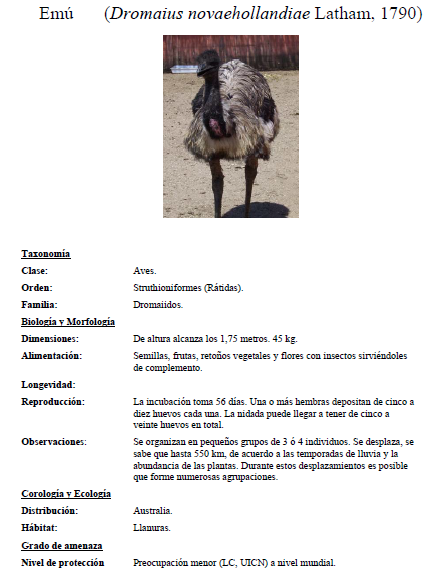 Emú (Dromaius novaehollandiae Latham, 1790)
Taxonomía
Clase: Aves.
Orden: Struthioniformes (Rátidas).
Familia: Dromaiidos.
Biología y Morfología
Dimensiones: De altura alcanza los 1,75 metros. 45 kg.
Alimentación: Semillas, frutas, retoños vegetales y flores con insectos sirviéndoles
de complemento.
Longevidad:
Reproducción: La incubación toma 56 días. Una o más hembras depositan de cinco a
diez huevos cada una. La nidada puede llegar a tener de cinco a
veinte huevos en total.
Observaciones: Se organizan en pequeños grupos de 3 ó 4 individuos. Se desplaza, se
sabe que hasta 550 km, de acuerdo a las temporadas de lluvia y la
abundancia de las plantas. Durante estos desplazamientos es posible
que forme numerosas agrupaciones.
Corología y Ecología
Distribución: Australia.
Hábitat: Llanuras.
Grado de amenaza
Nivel de protección Preocupación menor (LC, UICN) a nivel mundial.